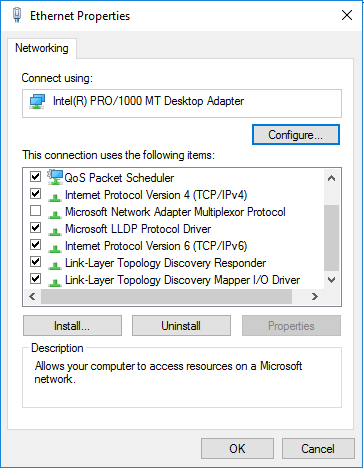 Ethernet Properties
Networking
Connect using:
Intel(R) PRO/1000 MT Desktop Adapter
Configure...
This connection uses the following items:
QoS Packet Scheduler
Internet Protocol Version 4 (TCP/IPv4)
Microsoft Network Adapter Multiplexor Protocol
Microsoft LLDP Protocol Driver
Internet Protocol Version 6 (TCP/IPv6)
Link-Layer Topology Discovery Responder
Link-Layer Topology Discovery Mapper I/O Driver
Install... Uninstall Properties
Description
Allows your computer to access resources on a Microsoft
network.
OK Cancel